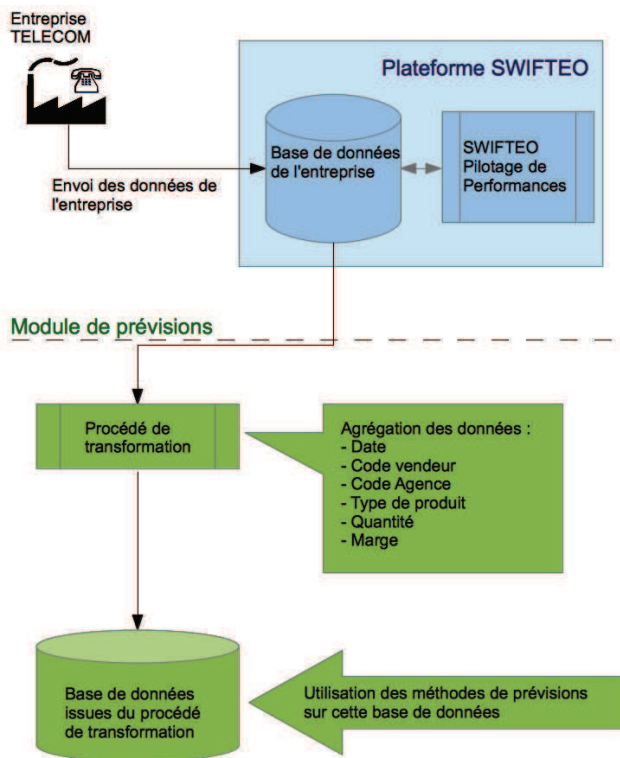 Entreprise
TELECOM
Plateforme SWIFTEO
Base de données
de l'entreprise
SWIFTEO
Pilotage de
Performances
Envoi des données de
l'entreprise
Module de prévisions
Procédé de
transformation
Agrégation des données :
- Date
- Code vendeur
- Code Agence
- Type de produit
- Quantité
- Marge
Base de données
issues du procédé
de transformation
Utilisation des méthodes de prévisions
sur cette base de données